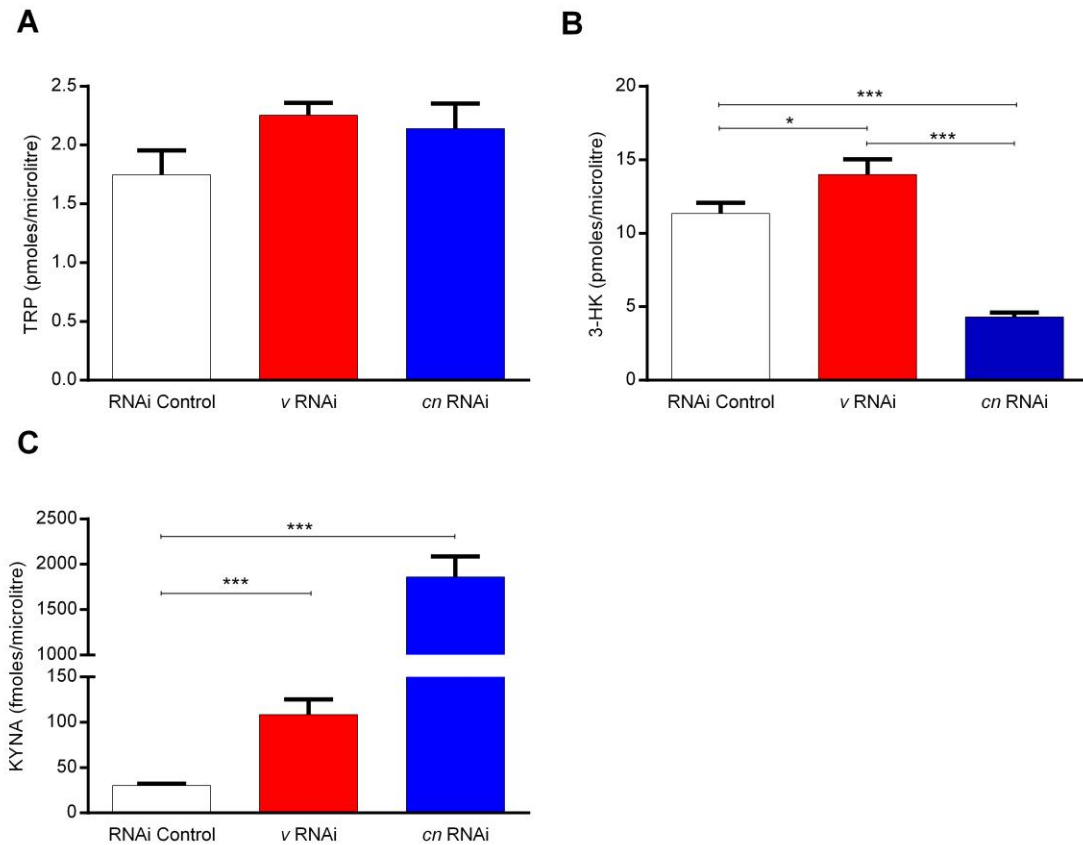 A
TRP (pmoles/microlitre)
2.5
2.0
1.5
1.0
0.5
0.0
RNAi Control
v RNAi
cn RNAi
B
3-HK (pmoles/microlitre)
20
15
10
5
0
***
*
***
RNAi Control
v RNAi
cn RNAi
C
KYNA (fmoles/microlitre)
2500
2000
1500
1000
150
100
50
0
***
***
RNAi Control
v RNAi
cn RNAi